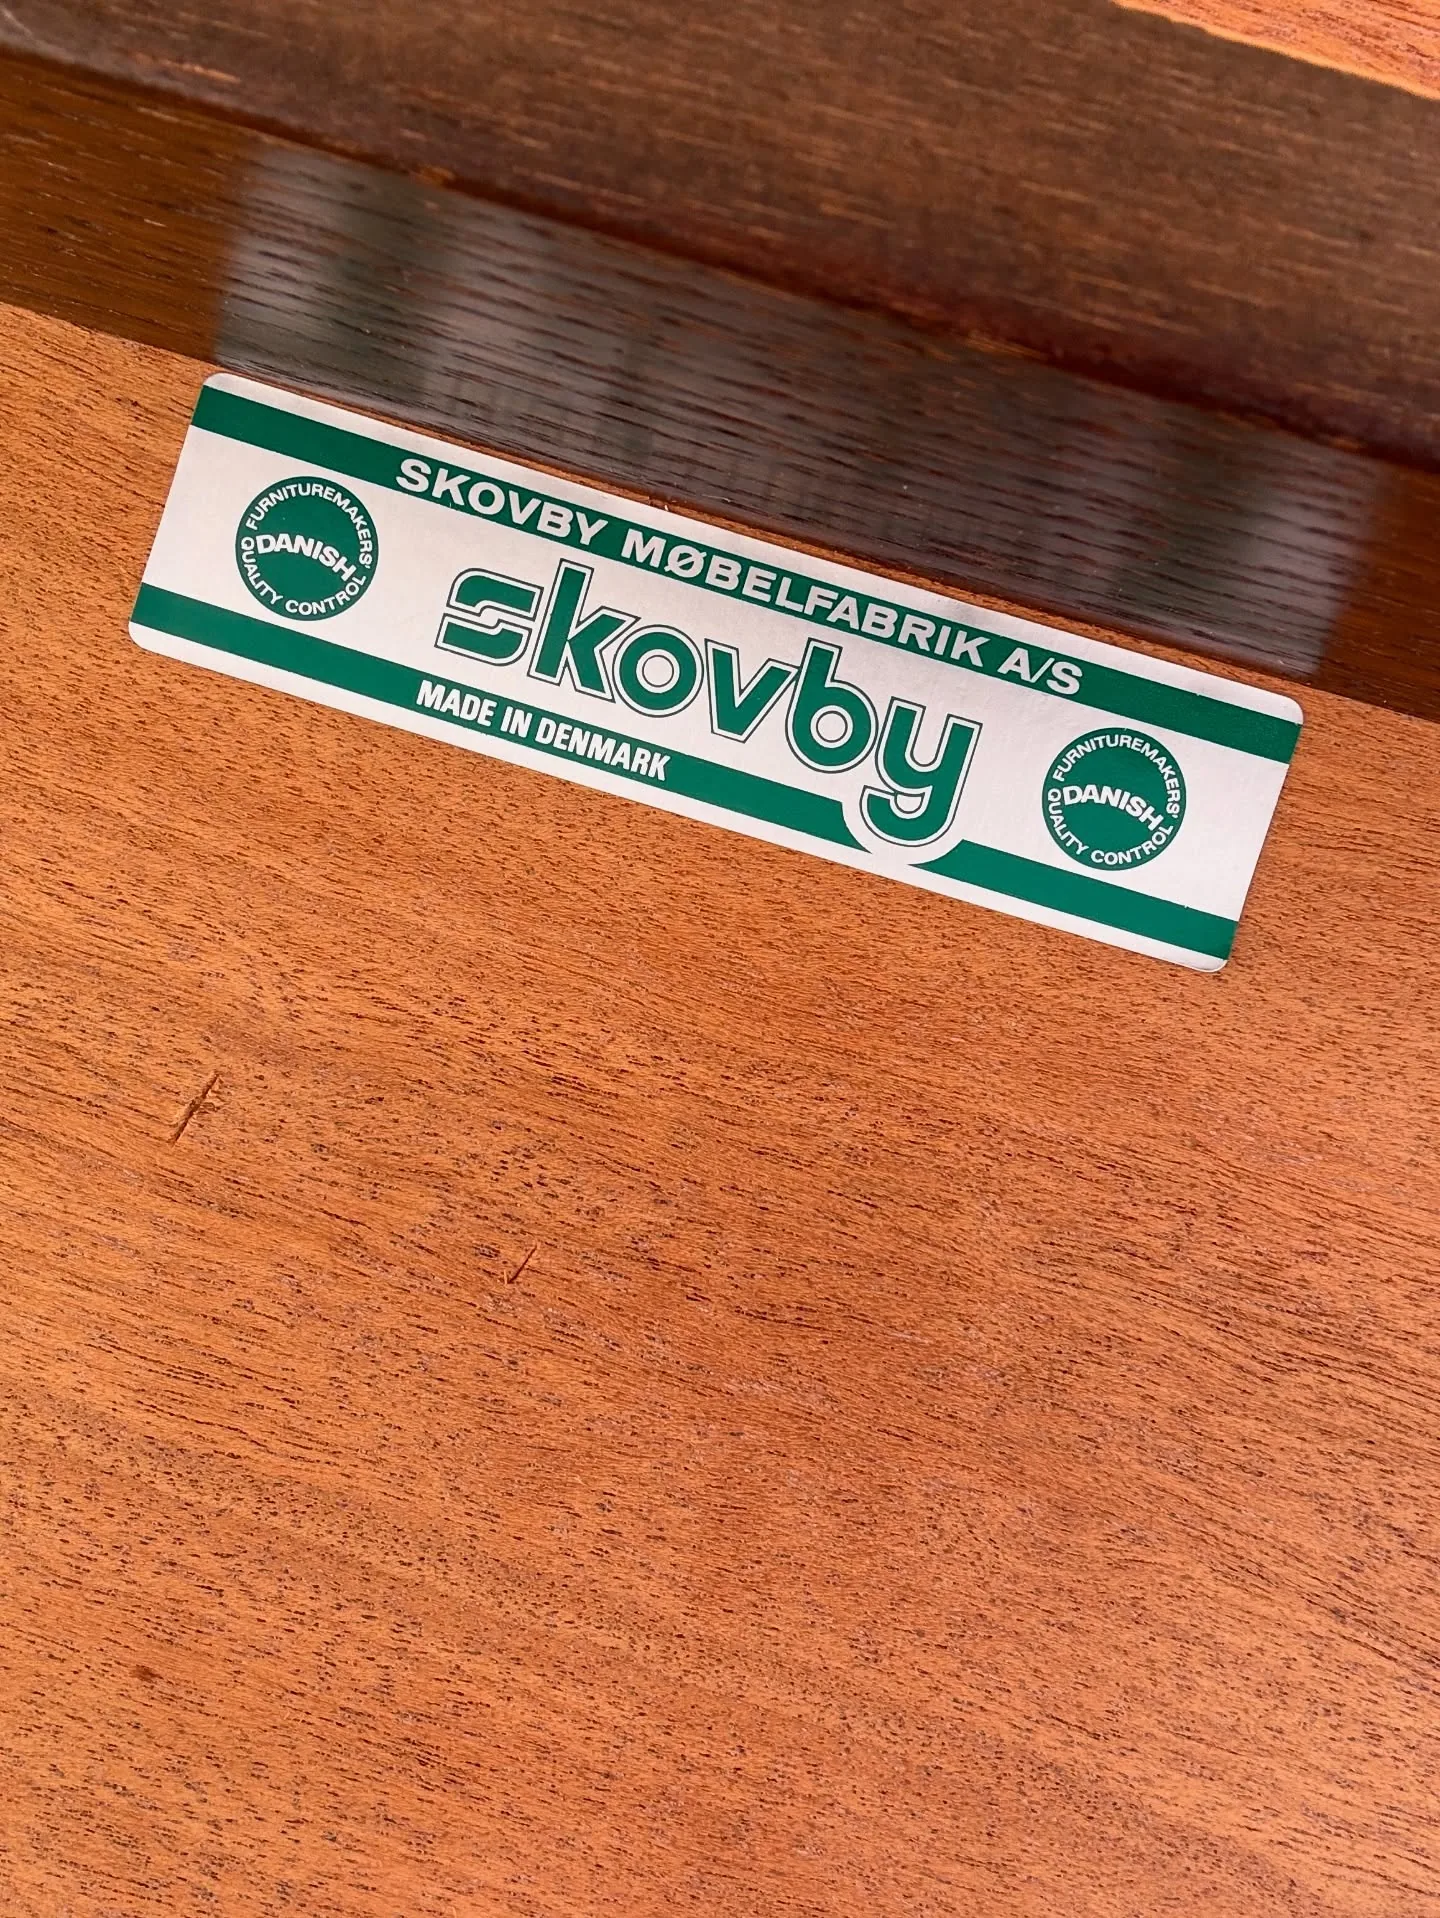 SKOVBY MØBELFABRIK A/S
FURNITUREMAKERS'
DANISH
QUALITY CONTROL
skovby
MADE IN DENMARK
FURNITUREMAKERS'
DANISH
QUALITY CONTROL